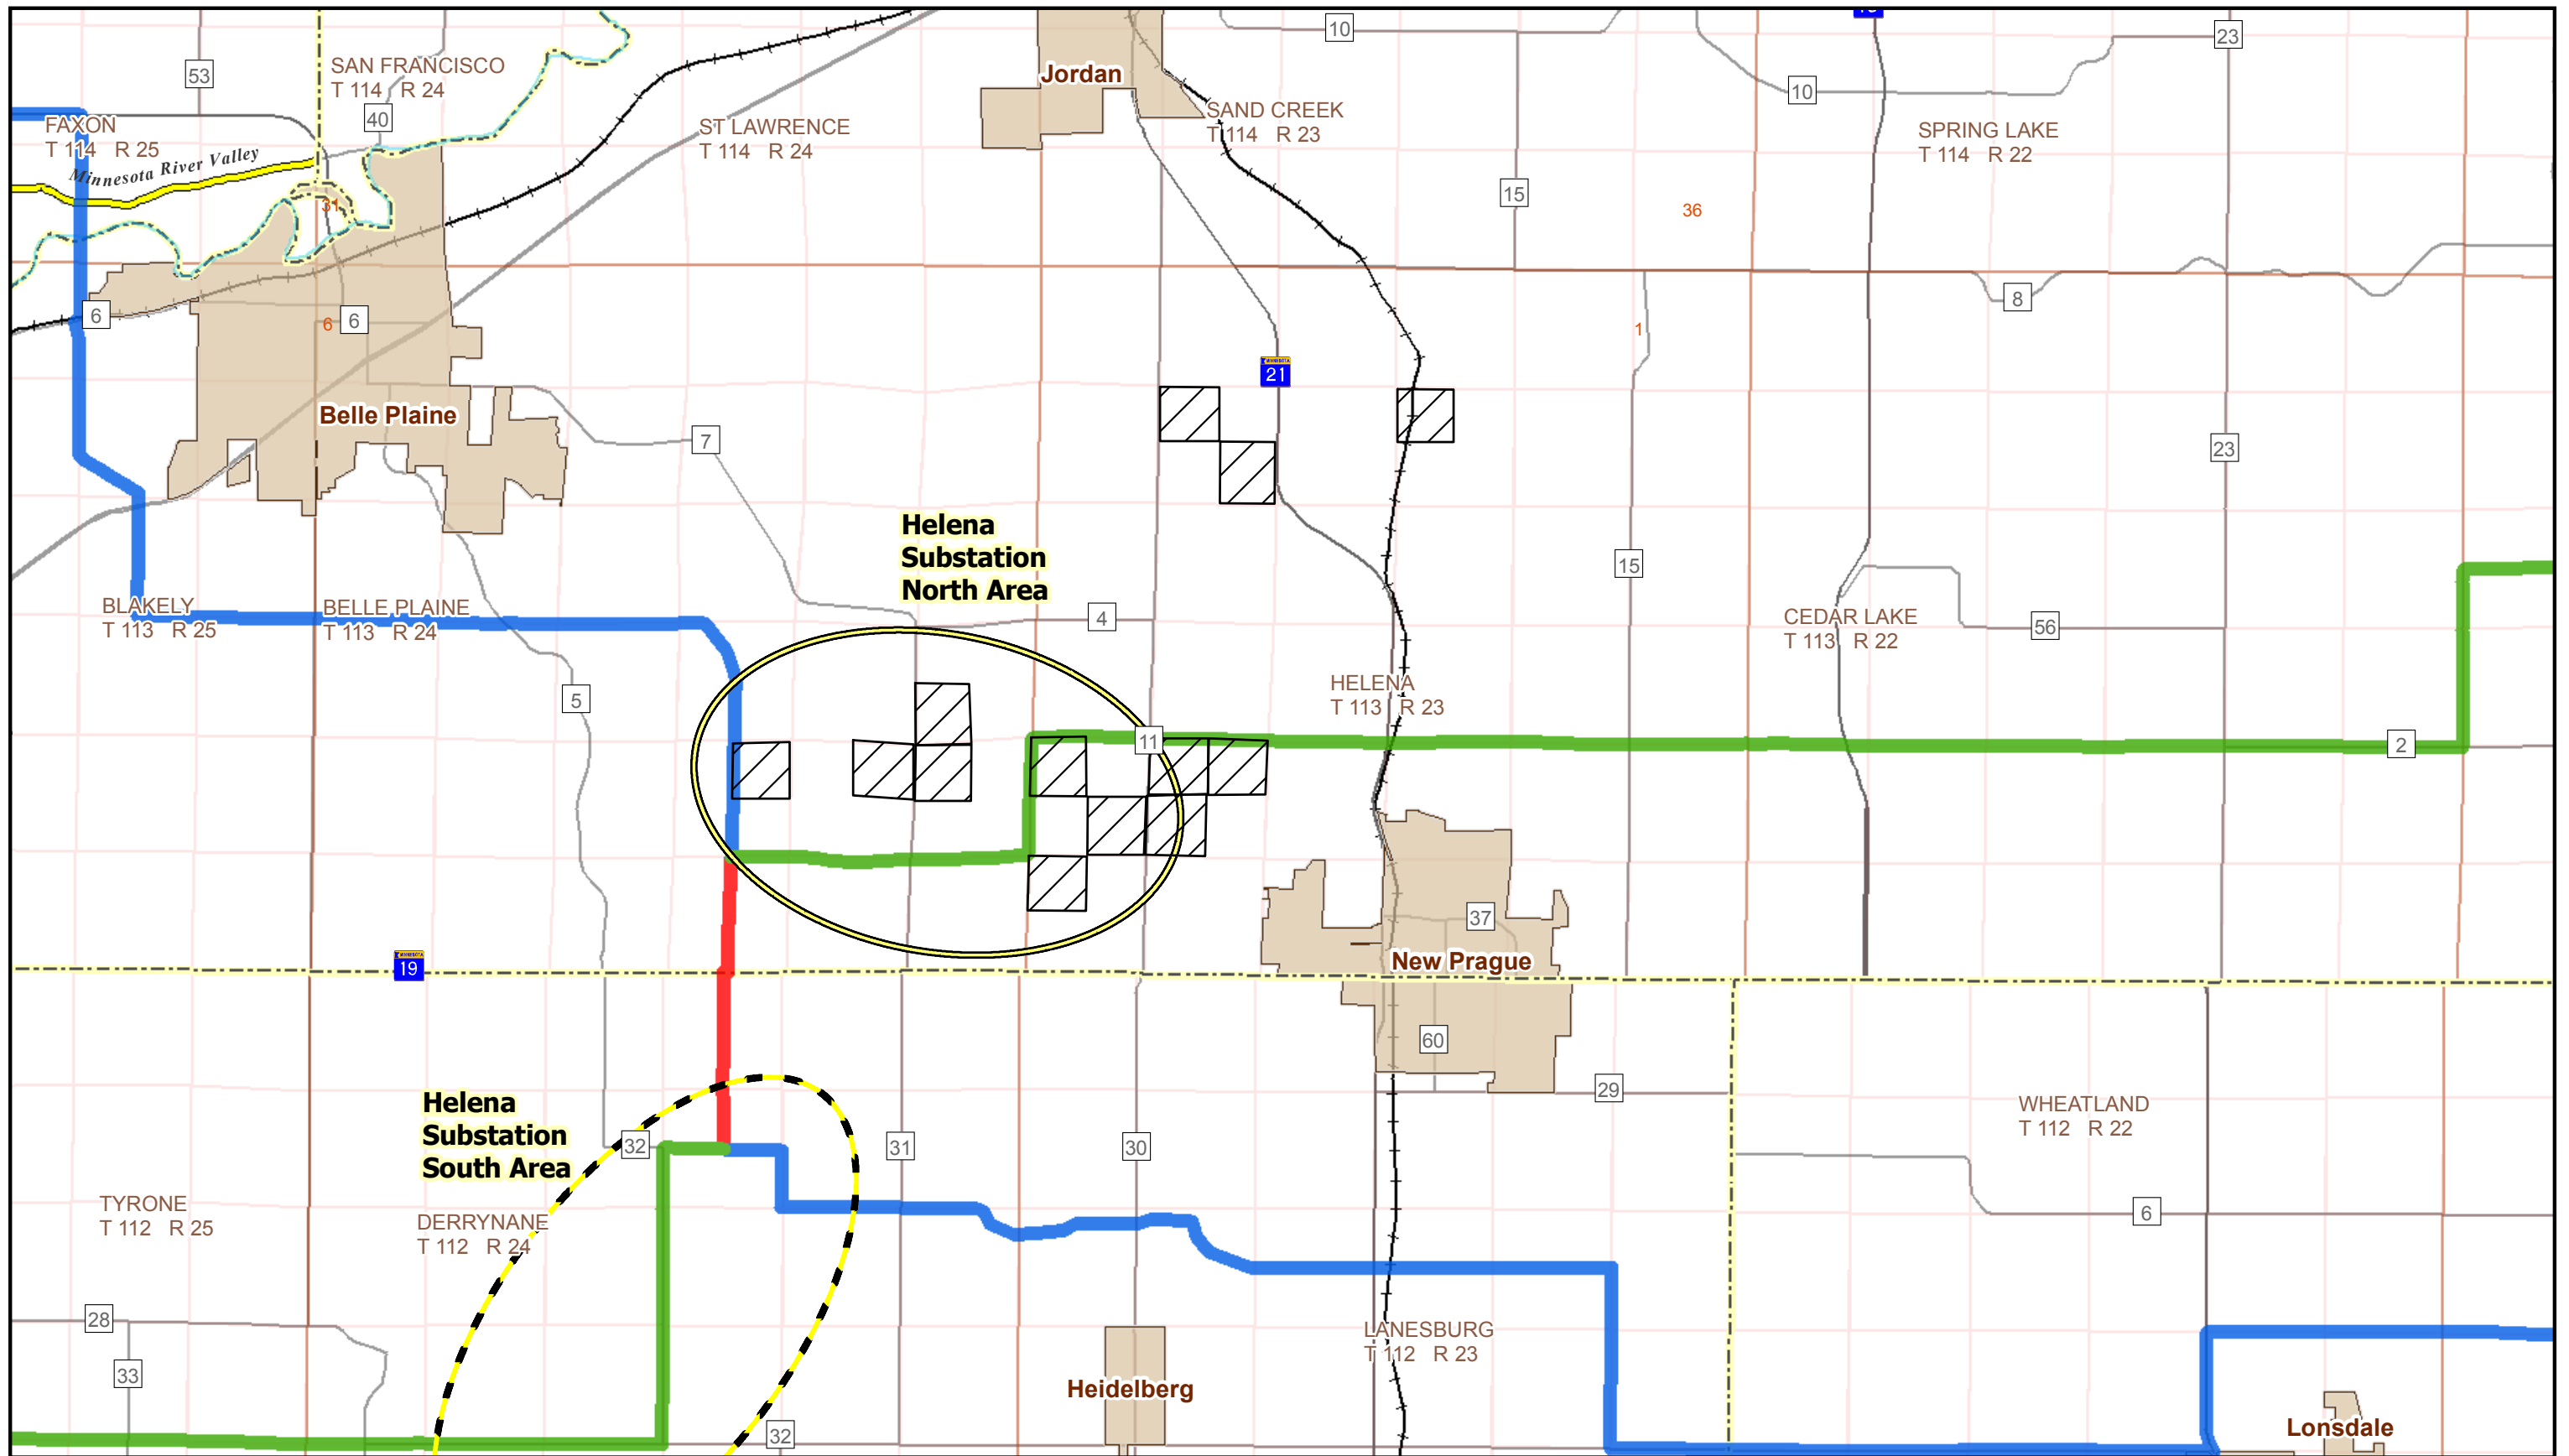 10
23
53
SAN FRANCISCO
T 114 R 24
Jordan
10
40
SAND CREEK
T 114 R 23
FAXON
T 114 R 25
ST LAWRENCE
T 114 R 24
SPRING LAKE
T 114 R 22
Minnesota River Valley
15
31
36
8
6
6
6
1
MINNESOTA
21
Belle Plaine
7
23
Helena
Substation
North Area
15
BLAKELY
T 113 R 25
BELLE PLAINE
T 113 R 24
4
CEDAR LAKE
T 113 R 22
56
5
HELENA
T 113 R 23
11
2
37
New Prague
MINNESOTA
19
60
29
Helena
Substation
South Area
32
31
30
WHEATLAND
T 112 R 22
TYRONE
T 112 R 25
DERRYNANE
T 112 R 24
6
28
LANESBURG
T 112 R 23
33
Heidelberg
32
Lonsdale